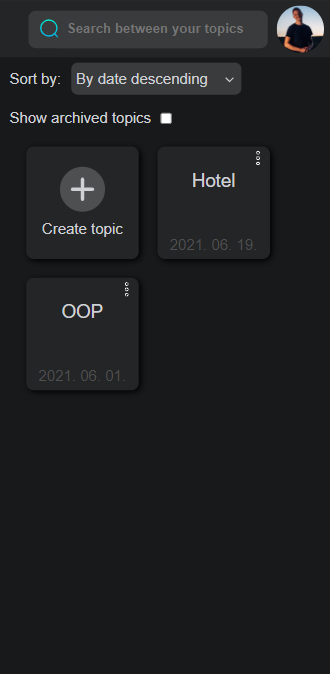 Search between your topics
Sort by: By date descending
Show archived topics
Hotel
Create topic
2021. 06. 19.
OOP
2021. 06. 01.